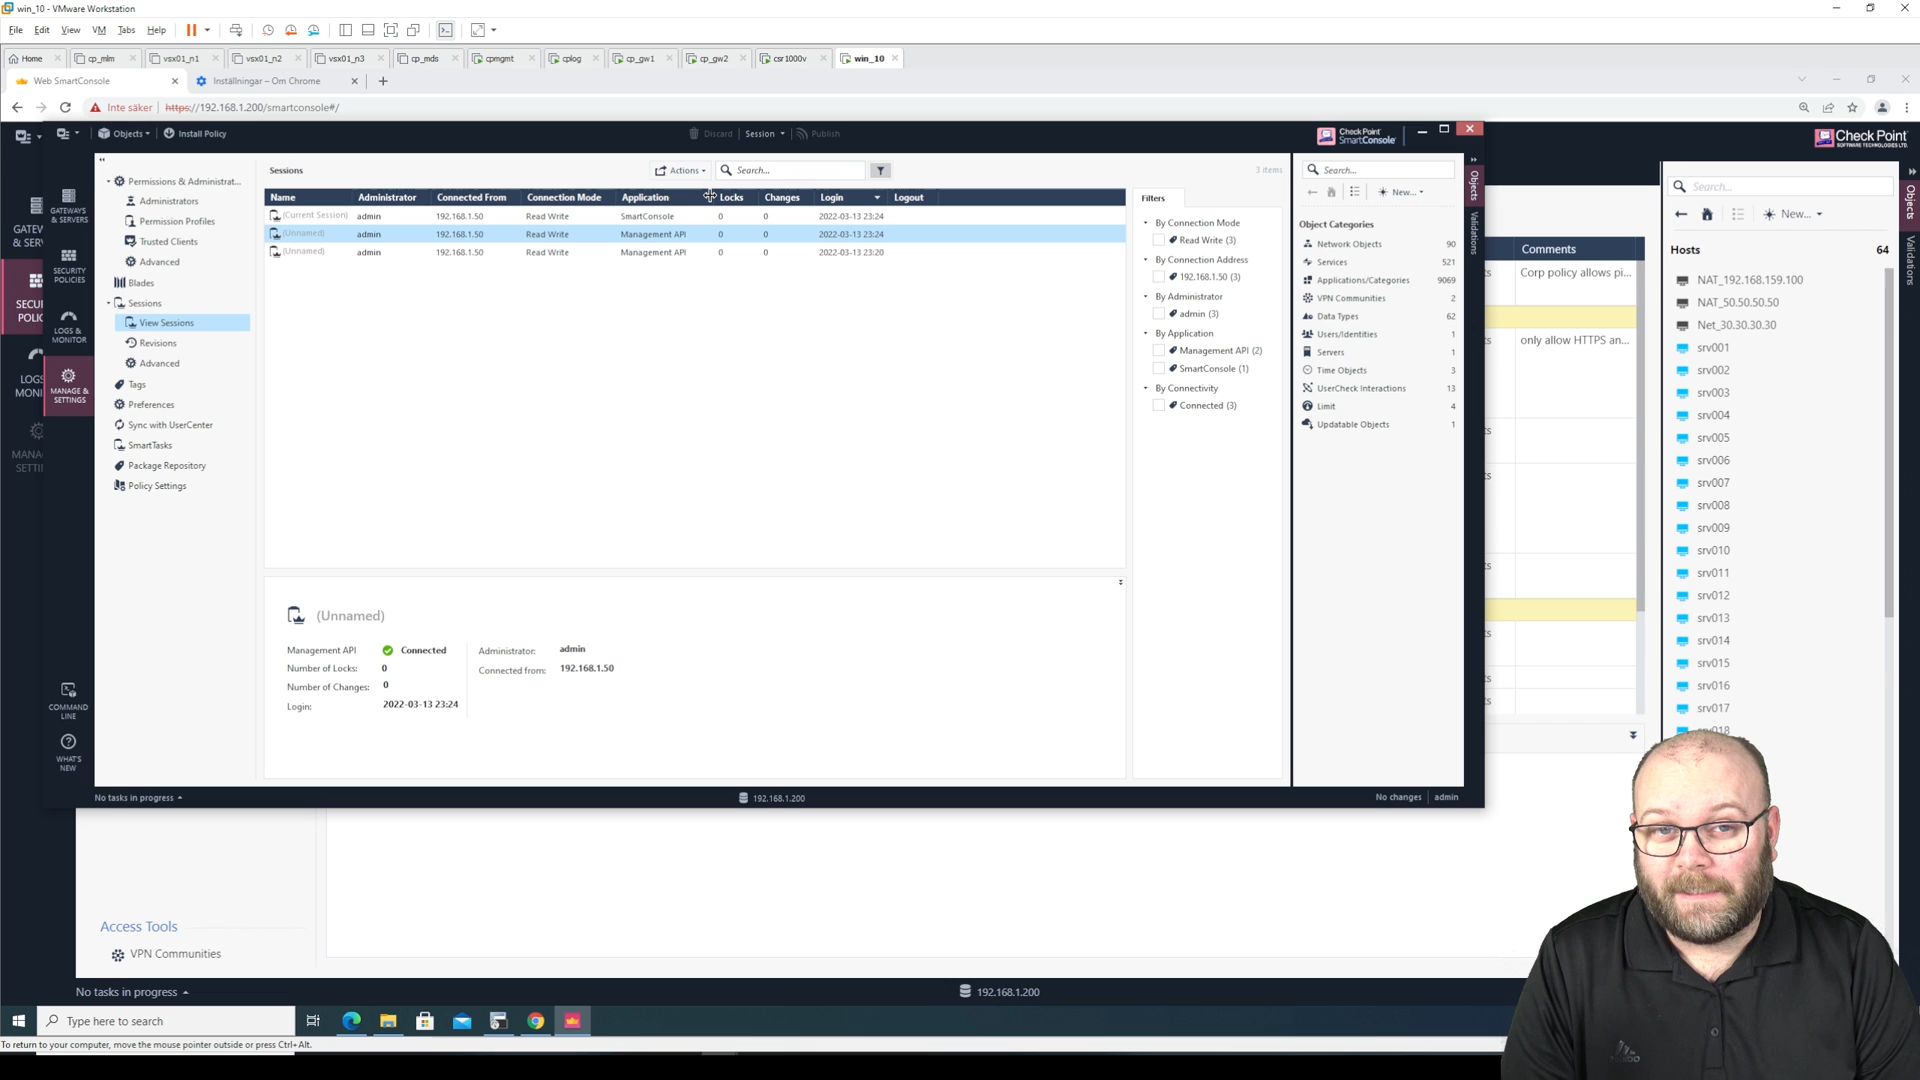 win_10 - VMware Workstation
File Edit View VM Tabs Help
Home cp_mlm vsx01_n1 vsx01_n2 vsx01_n3 cp_mds cpmgmt cplog cp_gw1 cp_gw2 csr1000v win_10
Web SmartConsole Inställningar – Om Chrome
Inte säker https://192.168.1.200/smartconsole#/
Objects Install Policy Discard Session Publish Check Point SmartConsole
Check Point SOFTWARE TECHNOLOGIES LTD.
GATEWAYS & SERVERS
SECURITY POLICIES
LOGS & MONITOR
MANAGE & SETTINGS
COMMAND LINE
WHAT'S NEW
Permissions & Administrat...
Administrators
Permission Profiles
Trusted Clients
Advanced
Blades
Sessions
View Sessions
Revisions
Advanced
Tags
Preferences
Sync with UserCenter
SmartTasks
Package Repository
Policy Settings
Sessions Actions Search... 3 items
Name Administrator Connected From Connection Mode Application Locks Changes Login Logout
(Current Session) admin 192.168.1.50 Read Write SmartConsole 0 0 2022-03-13 23:24
(Unnamed) admin 192.168.1.50 Read Write Management API 0 0 2022-03-13 23:24
(Unnamed) admin 192.168.1.50 Read Write Management API 0 0 2022-03-13 23:20
(Unnamed)
Management API Connected Administrator: admin
Number of Locks: 0 Connected from: 192.168.1.50
Number of Changes: 0
Login: 2022-03-13 23:24
Filters
By Connection Mode
Read Write (3)
By Connection Address
192.168.1.50 (3)
By Administrator
admin (3)
By Application
Management API (2)
SmartConsole (1)
By Connectivity
Connected (3)
Search...
New...
Object Categories
Network Objects 90
Services 521
Applications/Categories 9069
VPN Communities 2
Data Types 62
Users/Identities 1
Servers 1
Time Objects 3
UserCheck Interactions 13
Limit 4
Updatable Objects 1
Objects
Validations
No tasks in progress 192.168.1.200 No changes admin
GATEW
& SERV
SECUR
POLIC
LOGS
MONI
MANA
SETTI
Comments
Corp policy allows pi...
only allow HTTPS an...
Search...
New...
Hosts 64
NAT_192.168.159.100
NAT_50.50.50.50
Net_30.30.30.30
srv001
srv002
srv003
srv004
srv005
srv006
srv007
srv008
srv009
srv010
srv011
srv012
srv013
srv014
srv015
srv016
srv017
srv018
Objects
Validations
Access Tools
VPN Communities
No tasks in progress 192.168.1.200
Type here to search
To return to your computer, move the mouse pointer outside or press Ctrl+Alt.